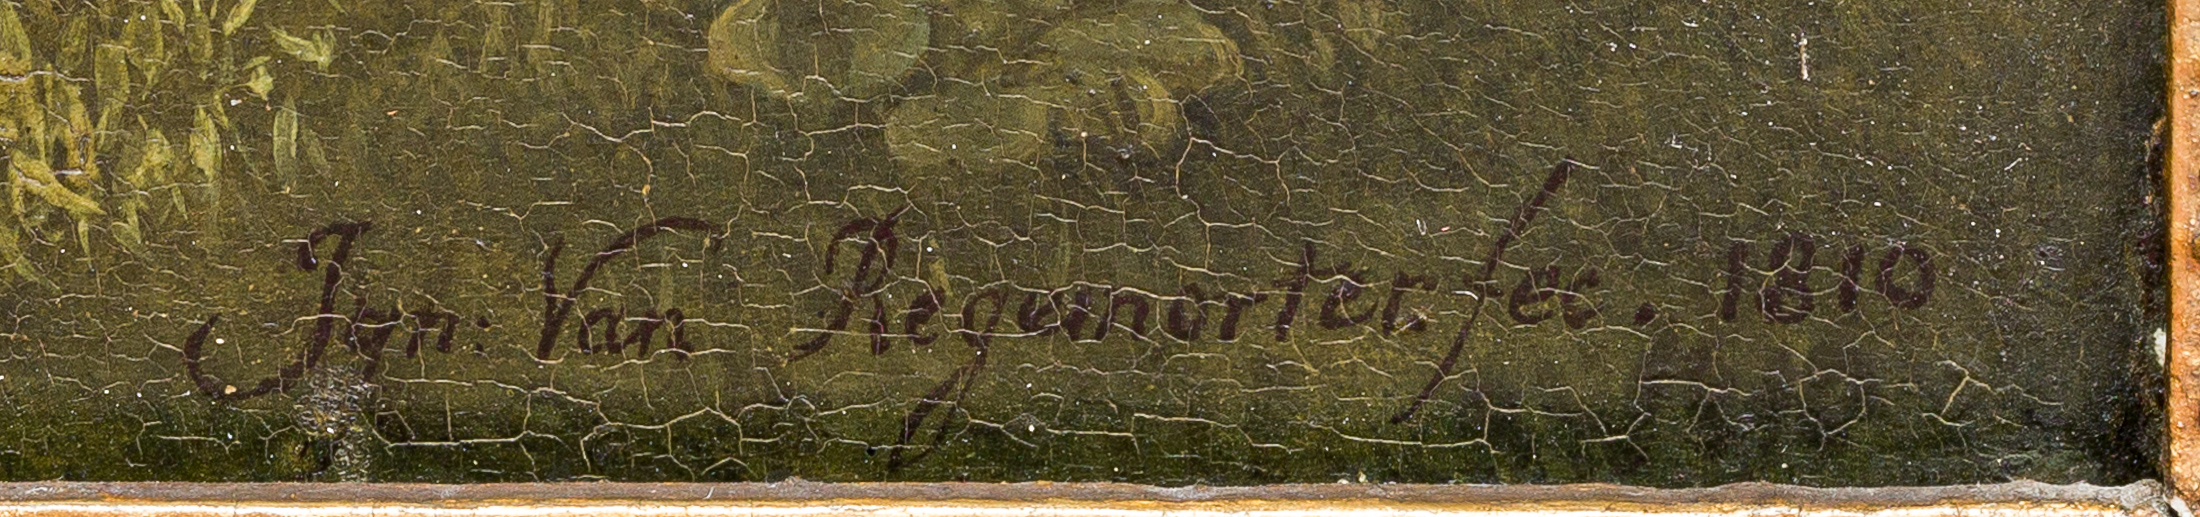 Ign: Van Regemorter. fec. 1810